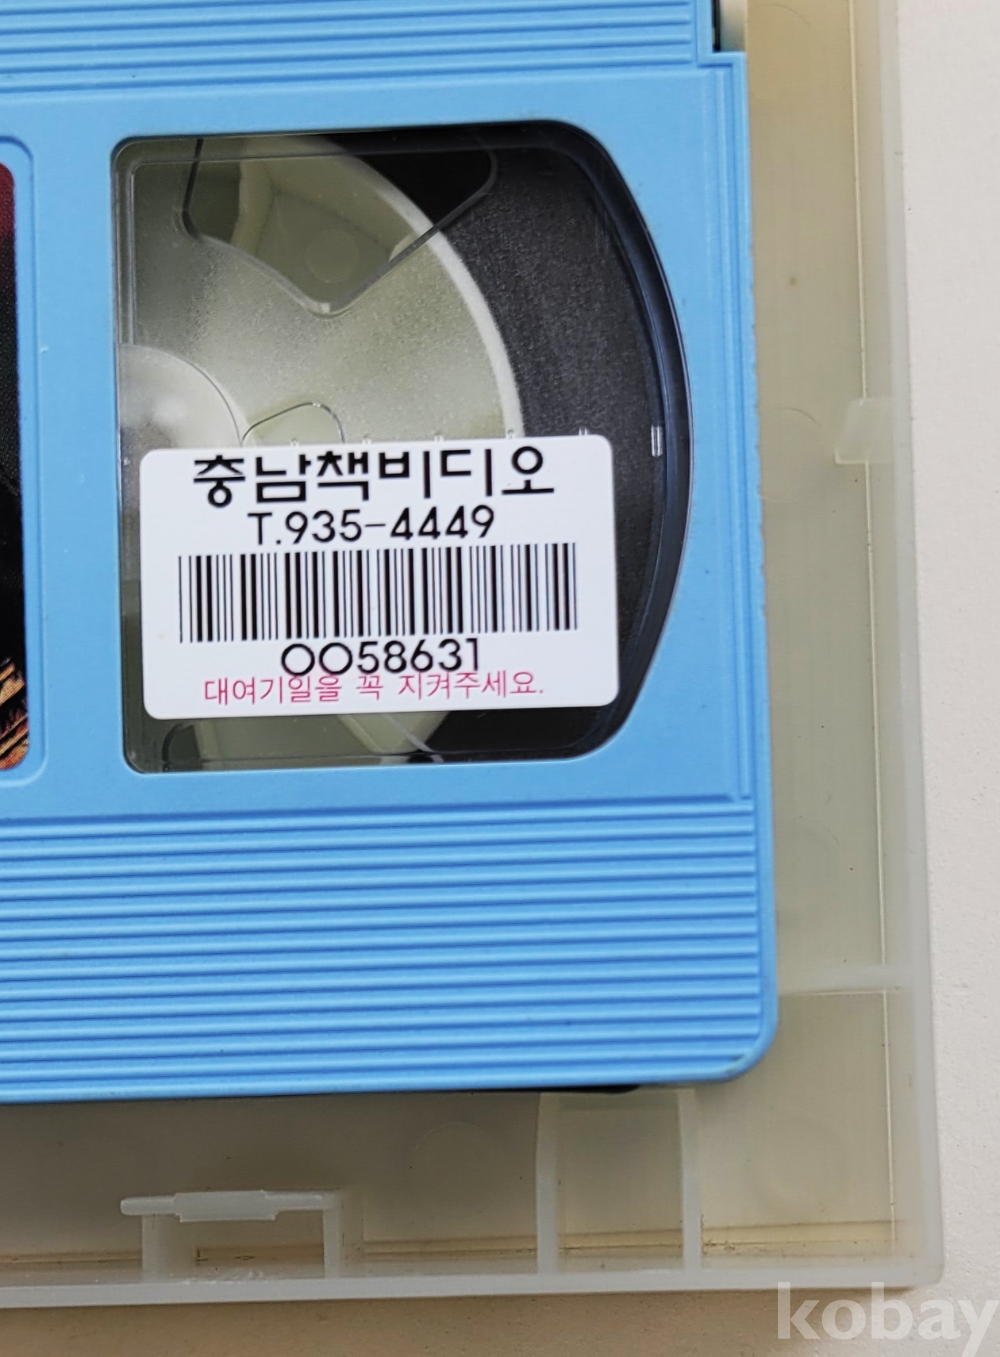 충남책비디오
T.935-4449
0058631
대여기일을 꼭 지켜주세요.
kobay